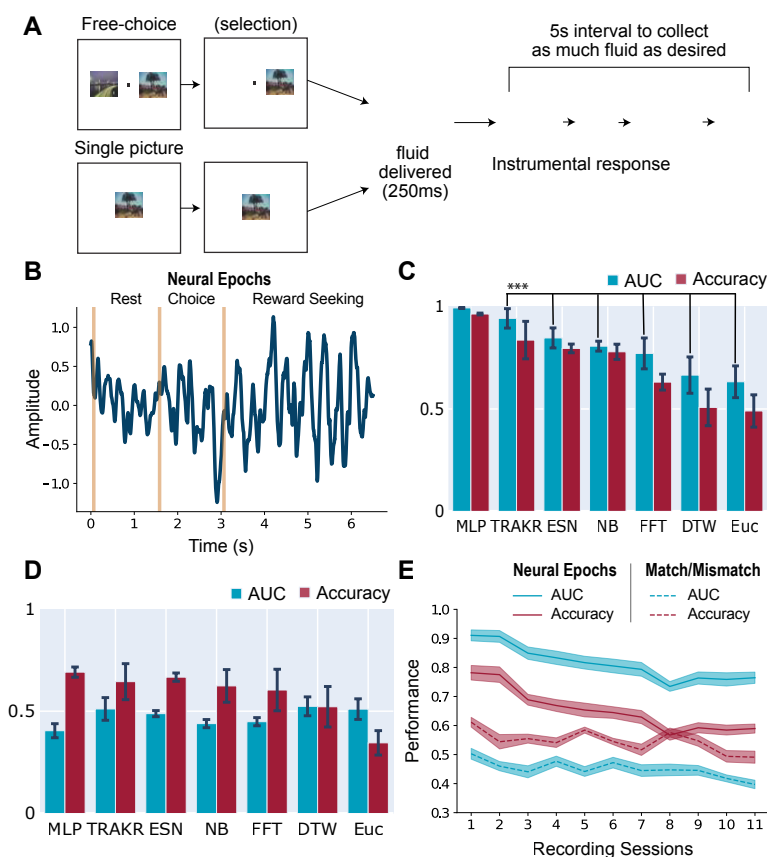 A
Free-choice
(selection)
5s interval to collect
as much fluid as desired
Single picture
fluid
delivered
(250ms)
Instrumental response
B
Neural Epochs
Rest
Choice
Reward Seeking
1.0
0.5
0.0
−0.5
−1.0
Amplitude
0 1 2 3 4 5 6
Time (s)
C
AUC
Accuracy
***
1
0.5
0
MLP TRAKR ESN NB FFT DTW Euc
D
AUC
Accuracy
1
0.5
0
MLP TRAKR ESN NB FFT DTW Euc
E
Neural Epochs
AUC
Accuracy
Match/Mismatch
AUC
Accuracy
1.0
0.9
0.8
0.7
0.6
0.5
0.4
0.3
Performance
1 2 3 4 5 6 7 8 9 10 11
Recording Sessions